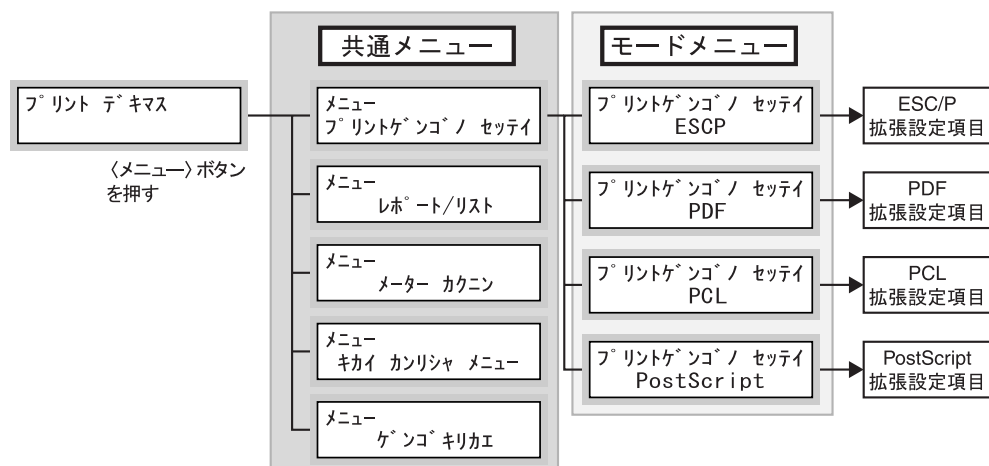 共通メニュー
モードメニュー
プリント デキマス
〈メニュー〉ボタン
を押す
メニュー
プリントゲンゴノ セッテイ
メニュー
レポート/リスト
メニュー
メーター カクニン
メニュー
キカイ カンリシャ メニュー
メニュー
ゲンゴキリカエ
プリントゲンゴノ セッテイ
ESCP
プリントゲンゴノ セッテイ
PDF
プリントゲンゴノ セッテイ
PCL
プリントゲンゴノ セッテイ
PostScript
ESC/P
拡張設定項目
PDF
拡張設定項目
PCL
拡張設定項目
PostScript
拡張設定項目